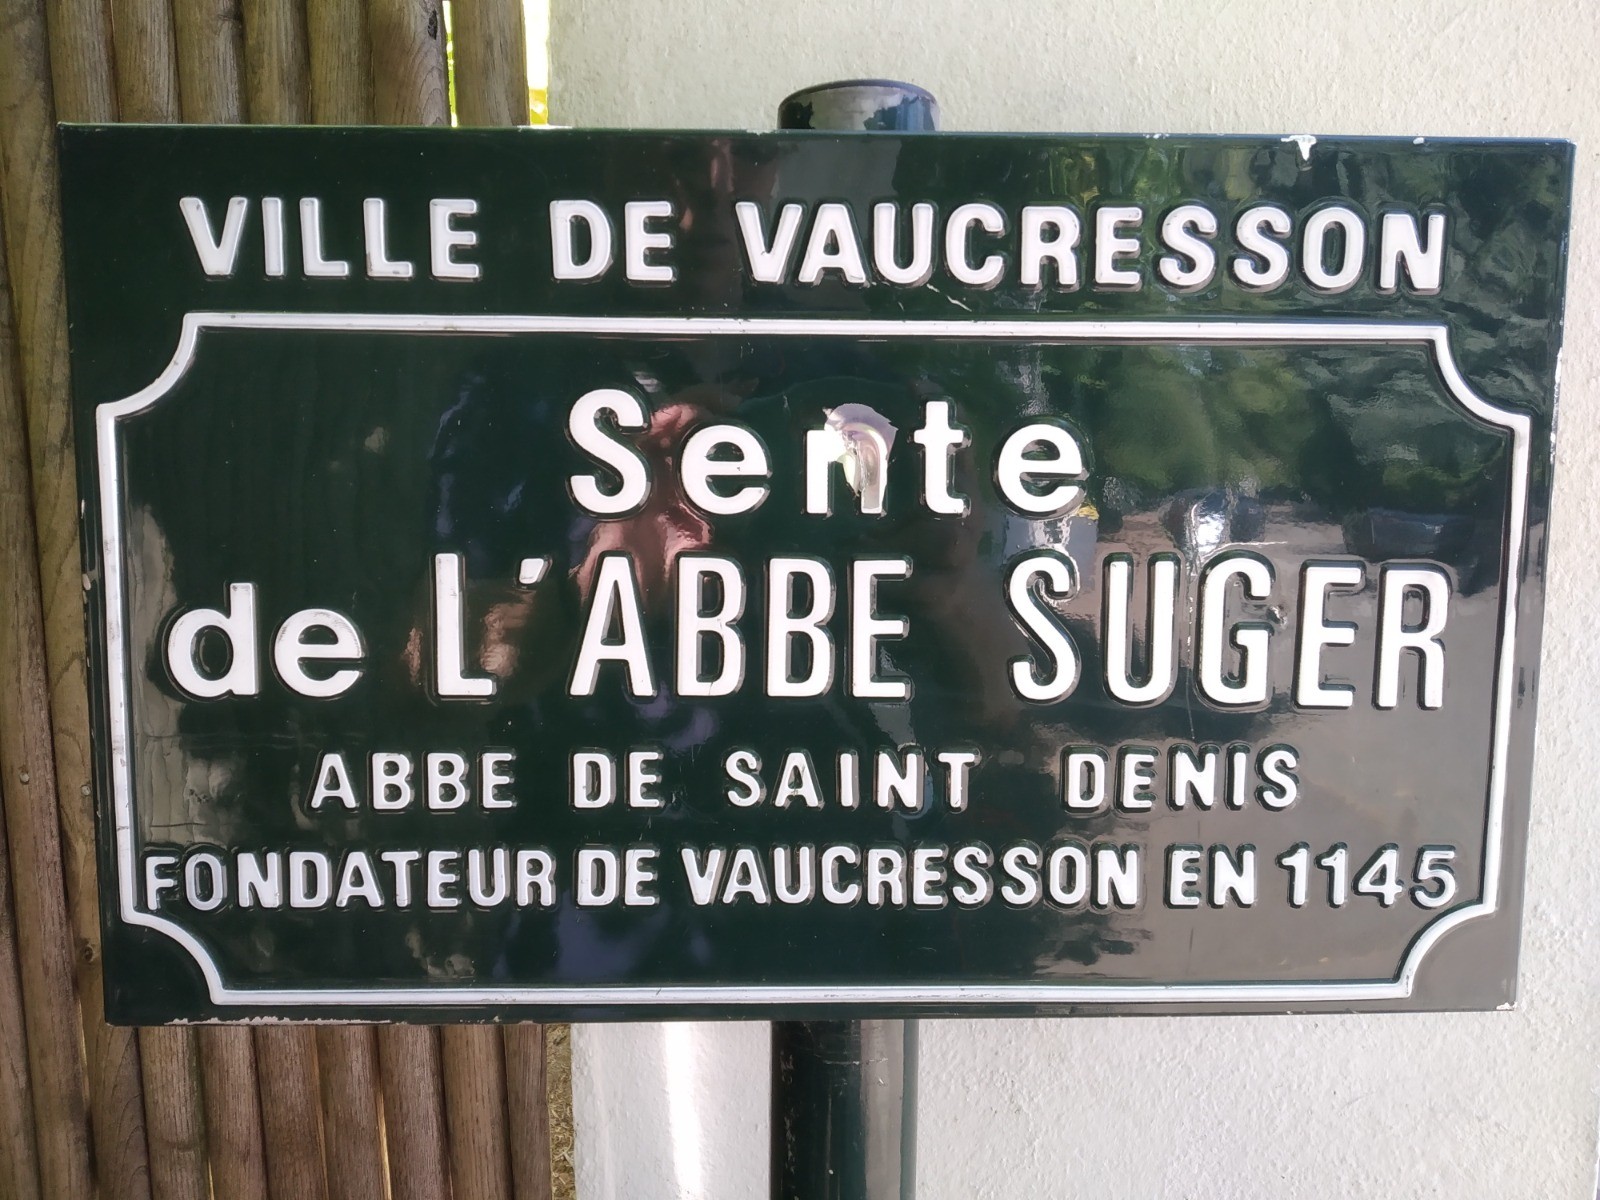 VILLE DE VAUCRESSON
Sente
de L'ABBE SUGER
ABBE DE SAINT DENIS
FONDATEUR DE VAUCRESSON EN 1145